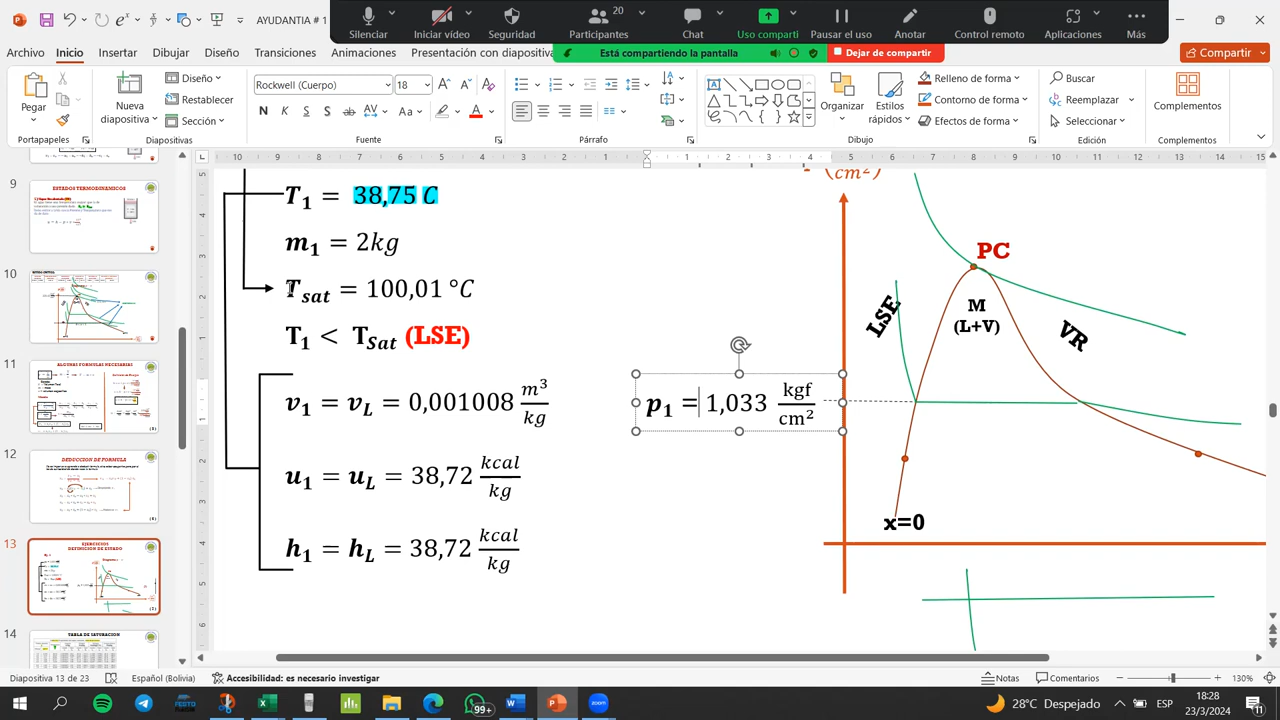 AYUDANTIA # 1
20
Silenciar
Iniciar vídeo
Seguridad
Participantes
Chat
Uso comparti
Pausar el uso
Anotar
Control remoto
Aplicaciones
Más
Archivo
Inicio
Insertar
Dibujar
Diseño
Transiciones
Animaciones
Presentación con diapositiva
Está compartiendo la pantalla
Dejar de compartir
Compartir
Pegar
Nueva
diapositiva
Diseño
Restablecer
Sección
Rockwell (Cuerpo)
18
N K S S ab AV Aa A
Organizar
Estilos
rápidos
Relleno de forma
Contorno de forma
Efectos de forma
Buscar
Reemplazar
Seleccionar
Complementos
Portapapeles
Diapositivas
Fuente
Párrafo
Dibujo
Edición
Complementos
9
ESTADOS TERMODINAMICOS
10
11
ALGUNAS FORMULAS NECESARIAS
12
DEDUCCION DE FORMULA
13
EJERCICIOS
DEFINICION DE ESTADO
14
TABLA DE SATURACION
T₁ = 38,75 C
m₁ = 2kg
T_sat = 100,01 °C
T₁ < T_Sat (LSE)
v₁ = v_L = 0,001008 m³/kg
u₁ = u_L = 38,72 kcal/kg
h₁ = h_L = 38,72 kcal/kg
p₁ = 1,033 kgf/cm²
(cm²)
PC
LSE
M
(L+V)
VR
x=0
Diapositiva 13 de 23
Español (Bolivia)
Accesibilidad: es necesario investigar
Notas
Comentarios
130%
99+
28°C Despejado
ESP
18:28
23/3/2024